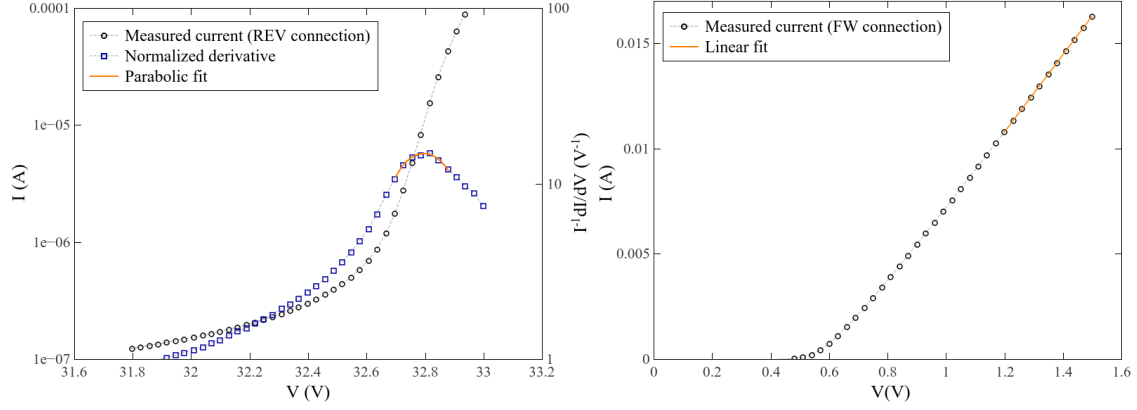 0.0001
1e-05
1e-06
1e-07
I (A)
Measured current (REV connection)
Normalized derivative
Parabolic fit
100
10
1
I⁻¹dI/dV (V⁻¹)
31.6 31.8 32 32.2 32.4 32.6 32.8 33 33.2
V (V)
0.015
0.01
0.005
0
I (A)
Measured current (FW connection)
Linear fit
0 0.2 0.4 0.6 0.8 1 1.2 1.4 1.6
V(V)